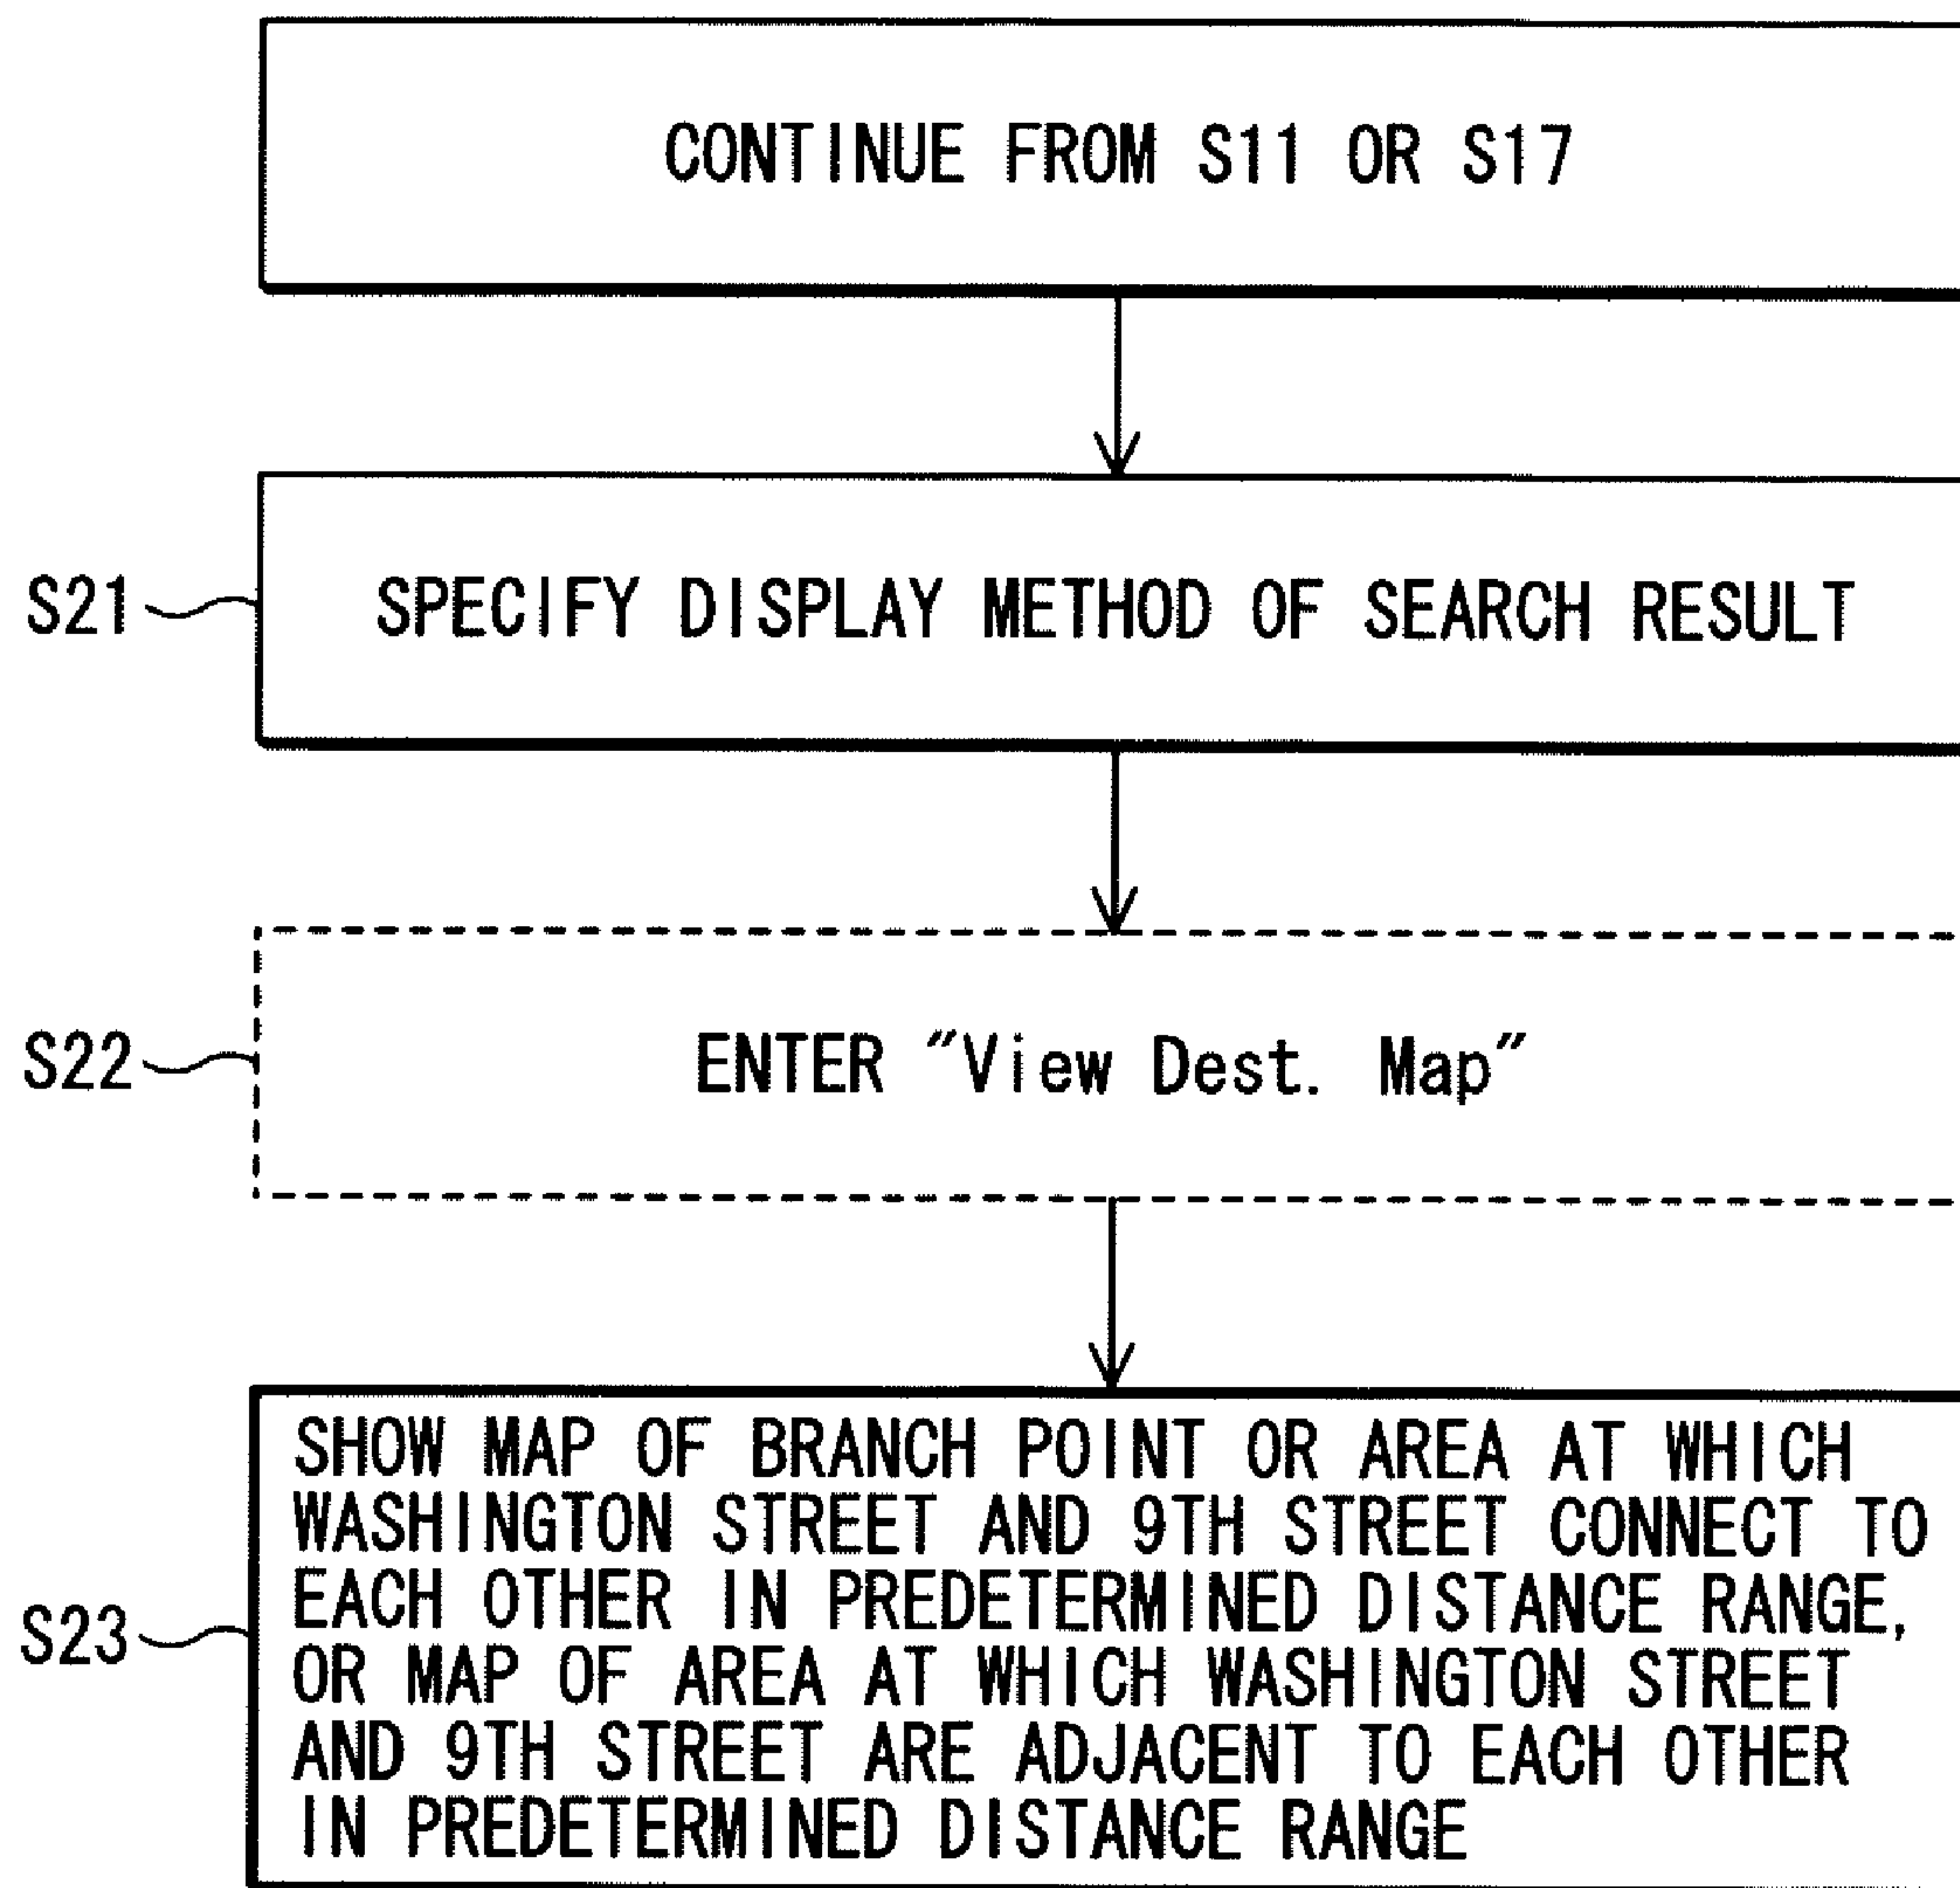 CONTINUE FROM S11 OR S17
S21
SPECIFY DISPLAY METHOD OF SEARCH RESULT
S22
ENTER "View Dest. Map"
S23
SHOW MAP OF BRANCH POINT OR AREA AT WHICH
WASHINGTON STREET AND 9TH STREET CONNECT TO
EACH OTHER IN PREDETERMINED DISTANCE RANGE,
OR MAP OF AREA AT WHICH WASHINGTON STREET
AND 9TH STREET ARE ADJACENT TO EACH OTHER
IN PREDETERMINED DISTANCE RANGE